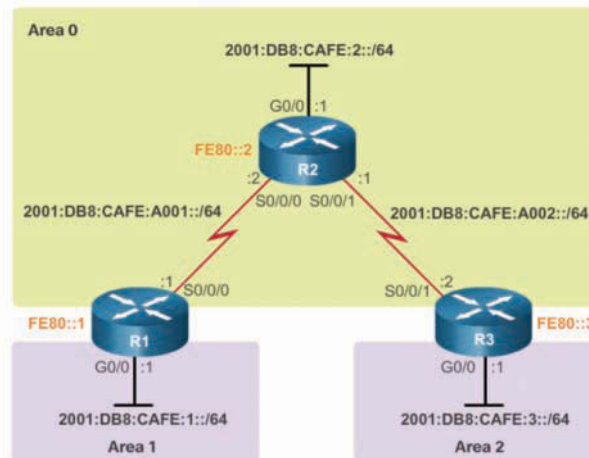 Area 0
2001:DB8:CAFE:2::/64
G0/0 :1
FE80::2
R2
:2 :1
S0/0/0 S0/0/1
2001:DB8:CAFE:A001::/64
2001:DB8:CAFE:A002::/64
:1
S0/0/0
:2
S0/0/1
FE80::1
R1
FE80::3
R3
G0/0 :1
G0/0 :1
2001:DB8:CAFE:1::/64
2001:DB8:CAFE:3::/64
Area 1
Area 2